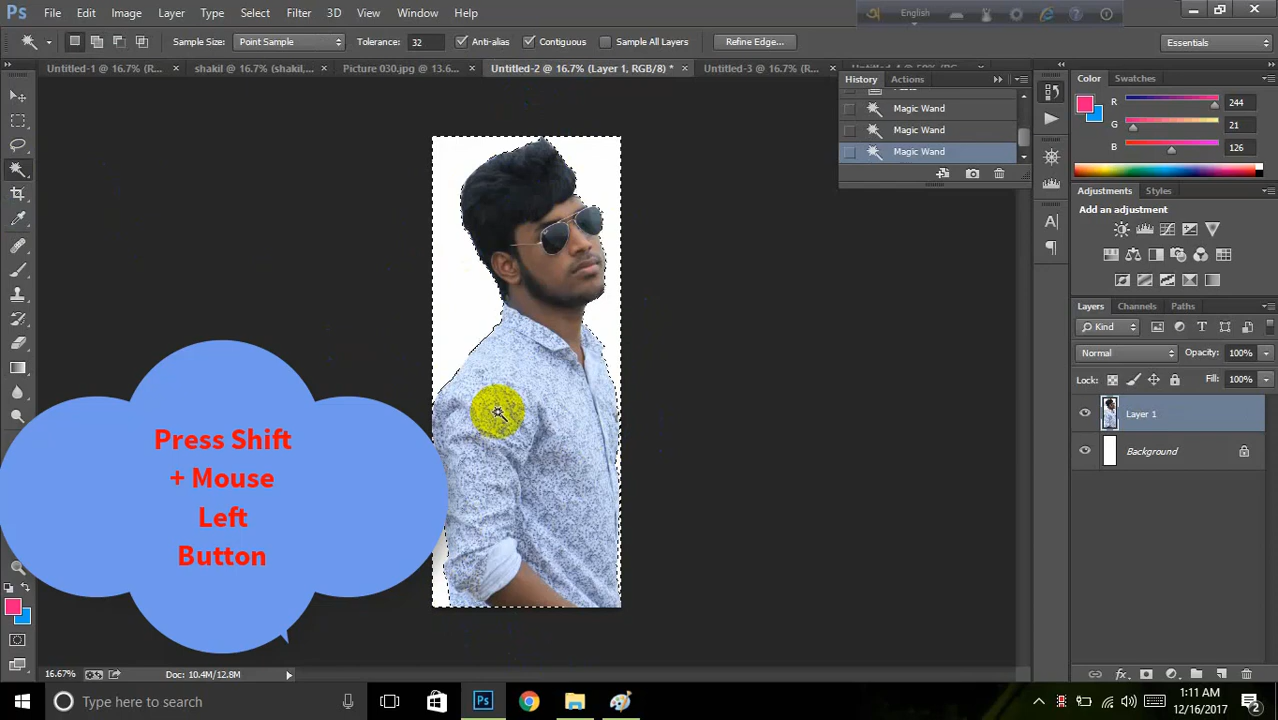 Ps File Edit Image Layer Type Select Filter 3D View Window Help
English
Sample Size: Point Sample Tolerance: 32 Anti-alias Contiguous Sample All Layers Refine Edge... Essentials
Untitled-1 @ 16.7% (R... × shakil @ 16.7% (shakil,... × Picture 030.jpg @ 13.6... × Untitled-2 @ 16.7% (Layer 1, RGB/8) * × Untitled-3 @ 16.7% (R... ×
History Actions
Magic Wand
Magic Wand
Magic Wand
Color Swatches
R 244
G 21
B 126
Adjustments Styles
Add an adjustment
Layers Channels Paths
Kind
Normal Opacity: 100%
Lock: Fill: 100%
Layer 1
Background
Press Shift
+ Mouse
Left
Button
16.67% Doc: 10.4M/12.8M
Type here to search
1:11 AM
12/16/2017
2